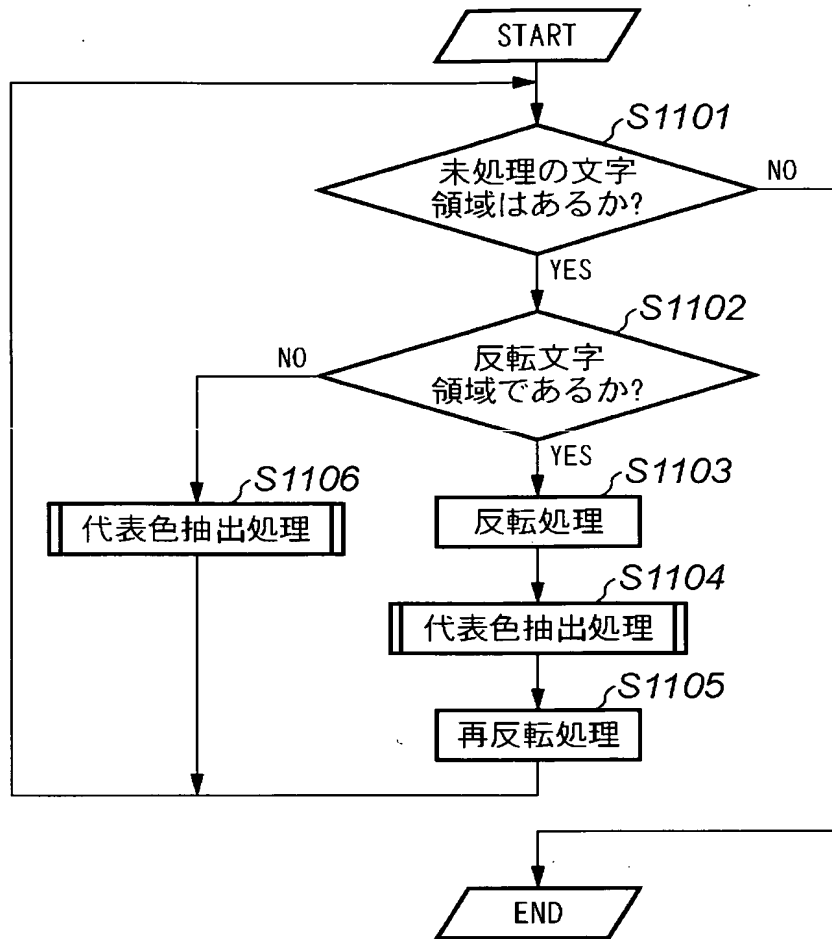 START
S1101
未処理の文字
領域はあるか?
NO
YES
S1102
反転文字
領域であるか?
NO
YES
S1103
反転処理
S1106
代表色抽出処理
S1104
代表色抽出処理
S1105
再反転処理
END